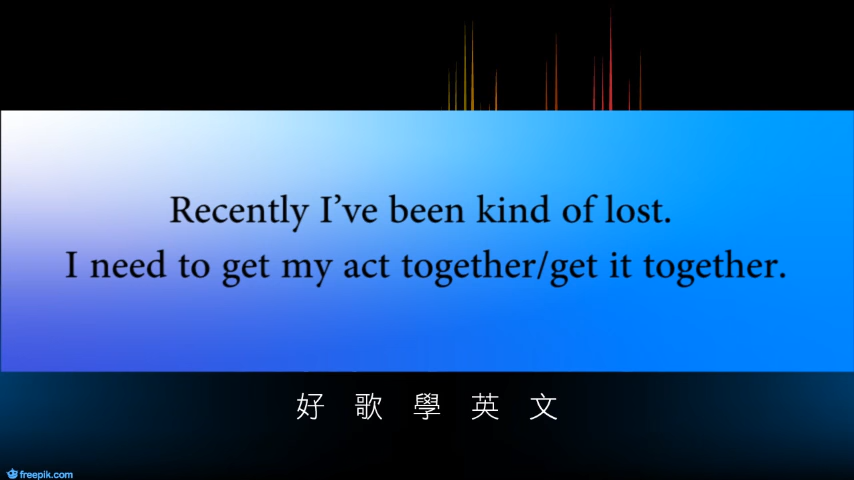 Recently I’ve been kind of lost.
I need to get my act together/get it together.
好歌學英文
freepik.com